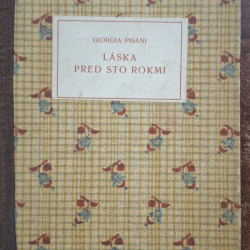 GIORGIA PISANI
LÁSKA
PRED STO ROKMI